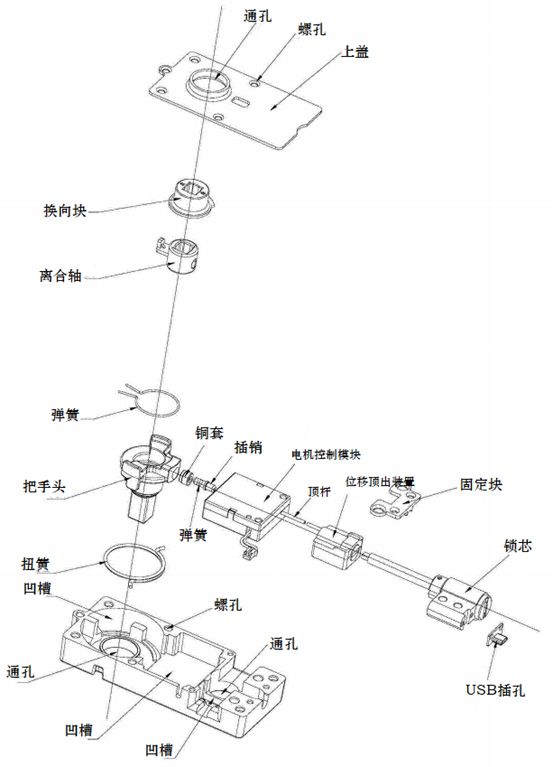 通孔
螺孔
上盖
换向块
离合轴
弹簧
铜套
插销
电机控制模块
把手头
弹簧
顶杆
位移顶出装置
固定块
扭簧
锁芯
凹槽
螺孔
通孔
通孔
USB插孔
凹槽
凹槽